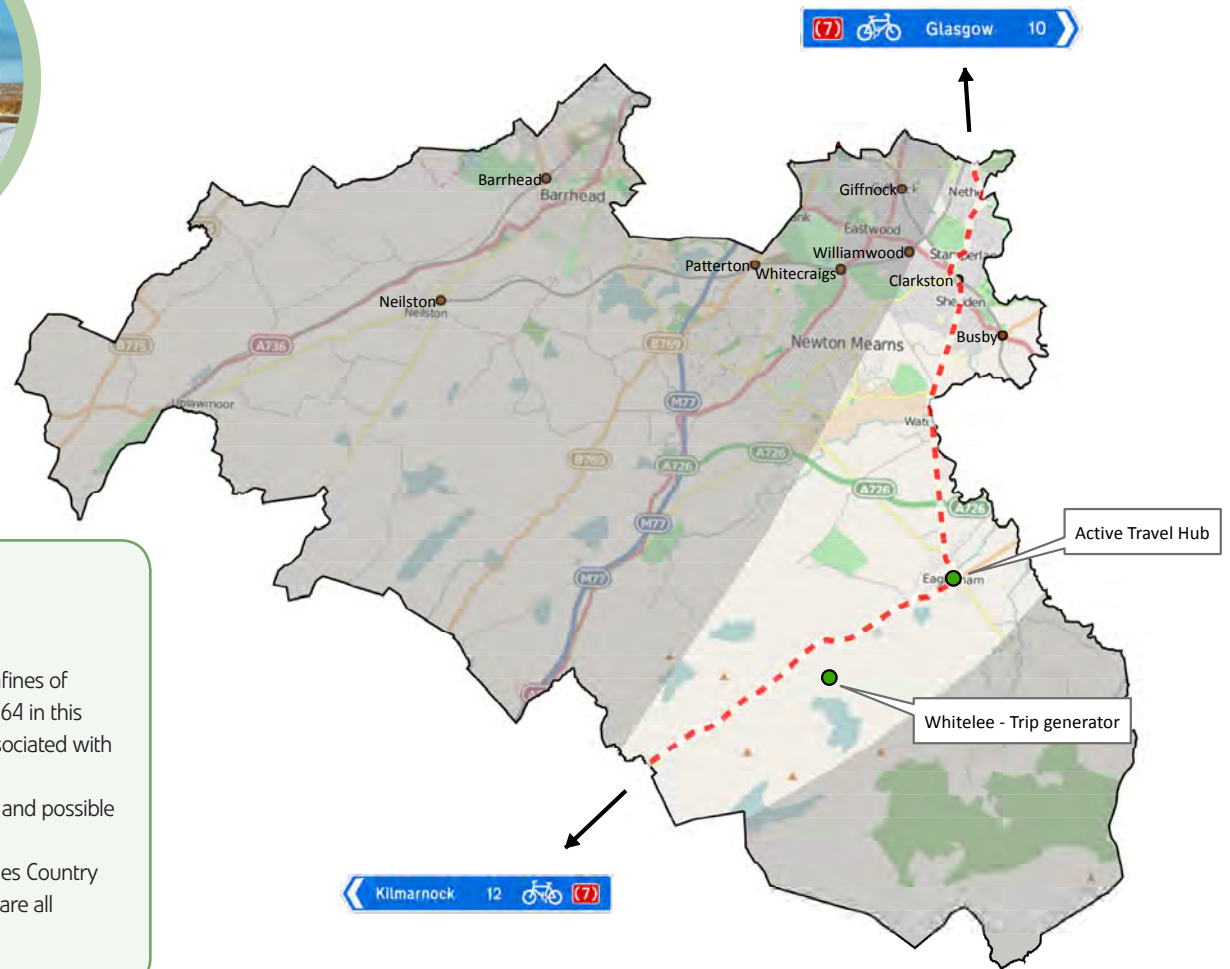 (7) Glasgow 10
Barrhead
Barrhead
Giffnock
Eastwood
Williamwood
Patterton
Whitecraigs
Clarkston
Neilston
Neilston
Busby
Newton Mearns
B775
A736
B769
Uplawmoor
M77
A726
A726
A726
A726
B769
M77
M77
Active Travel Hub
Whitelee - Trip generator
Kilmarnock 12 (7)
fines of
64 in this
sociated with
and possible
es Country
are all